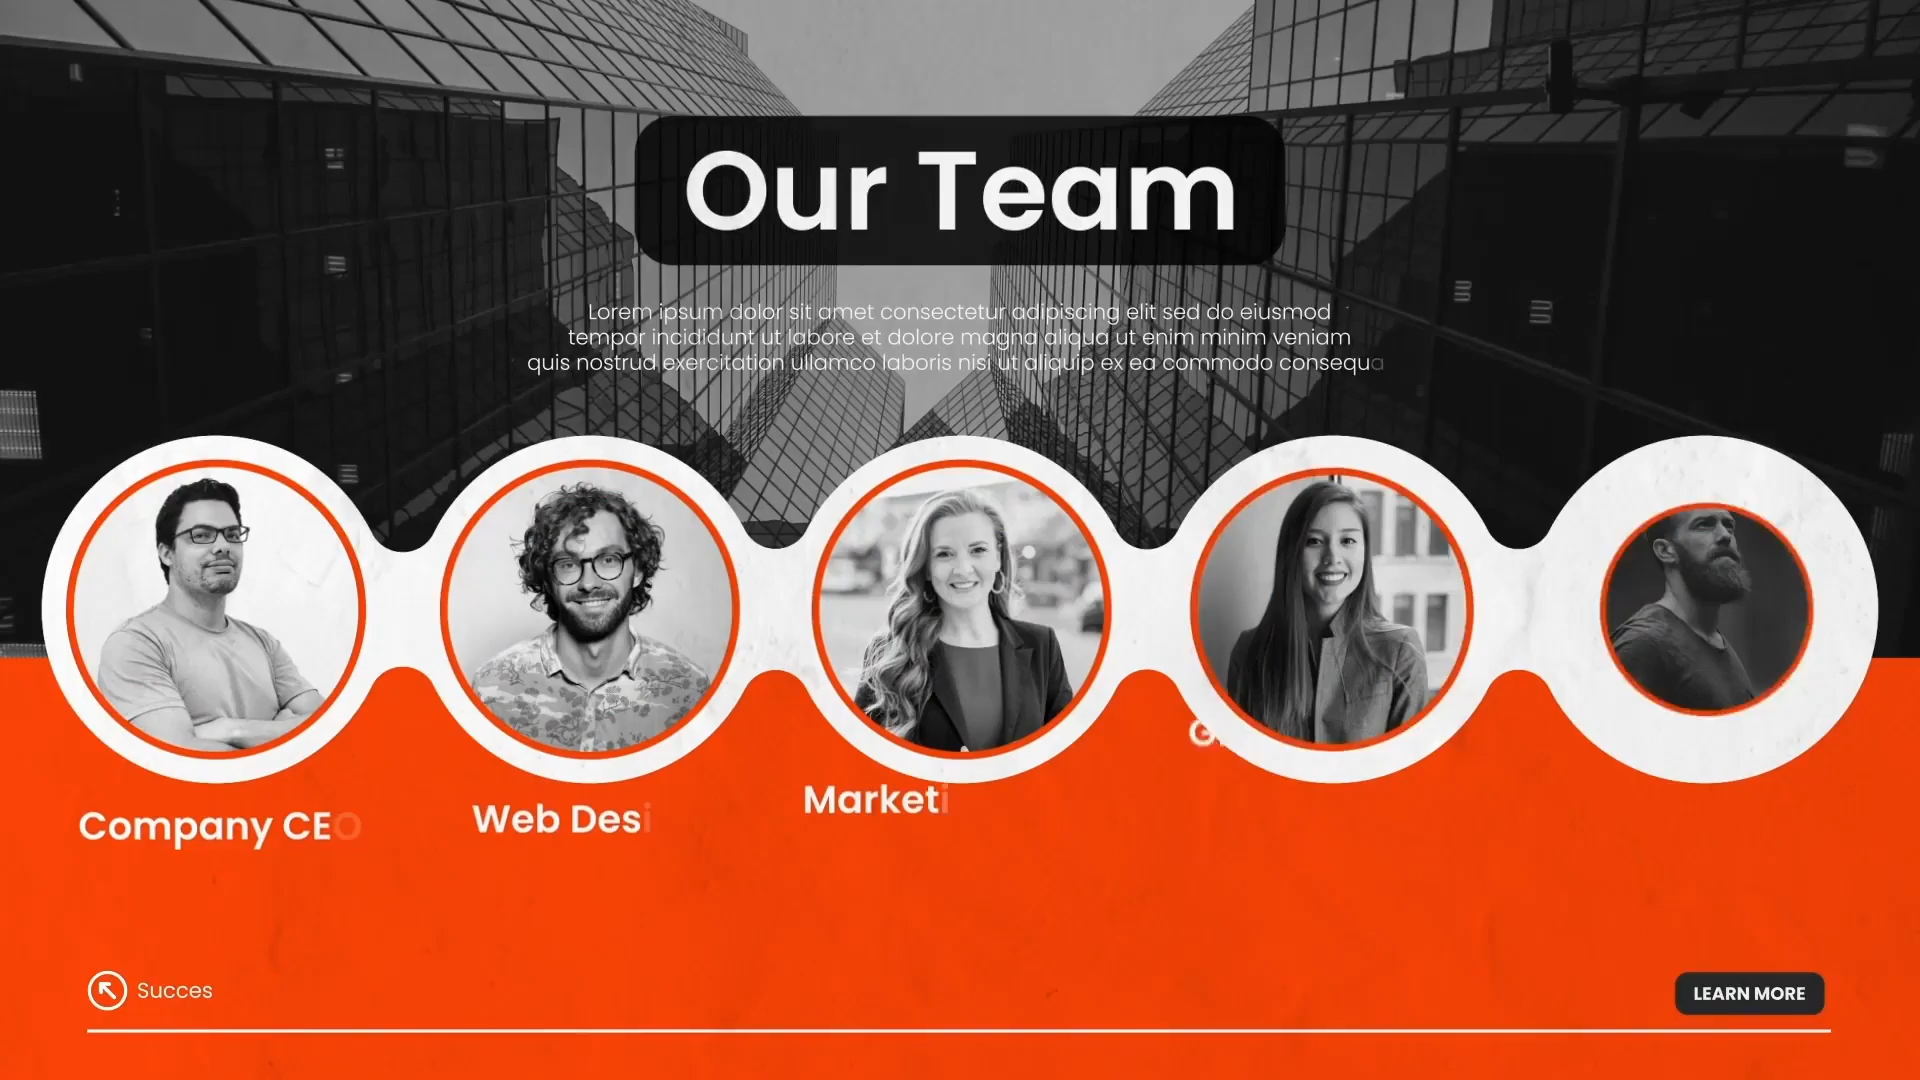 Our Team
Lorem ipsum dolor sit amet consectetur adipiscing elit sed do eiusmod
tempor incididunt ut labore et dolore magna aliqua ut enim minim veniam
quis nostrud exercitation ullamco laboris nisi ut aliquip ex ea commodo consequa
Company CEO
Web Desi
Marketi
G
Succes
LEARN MORE